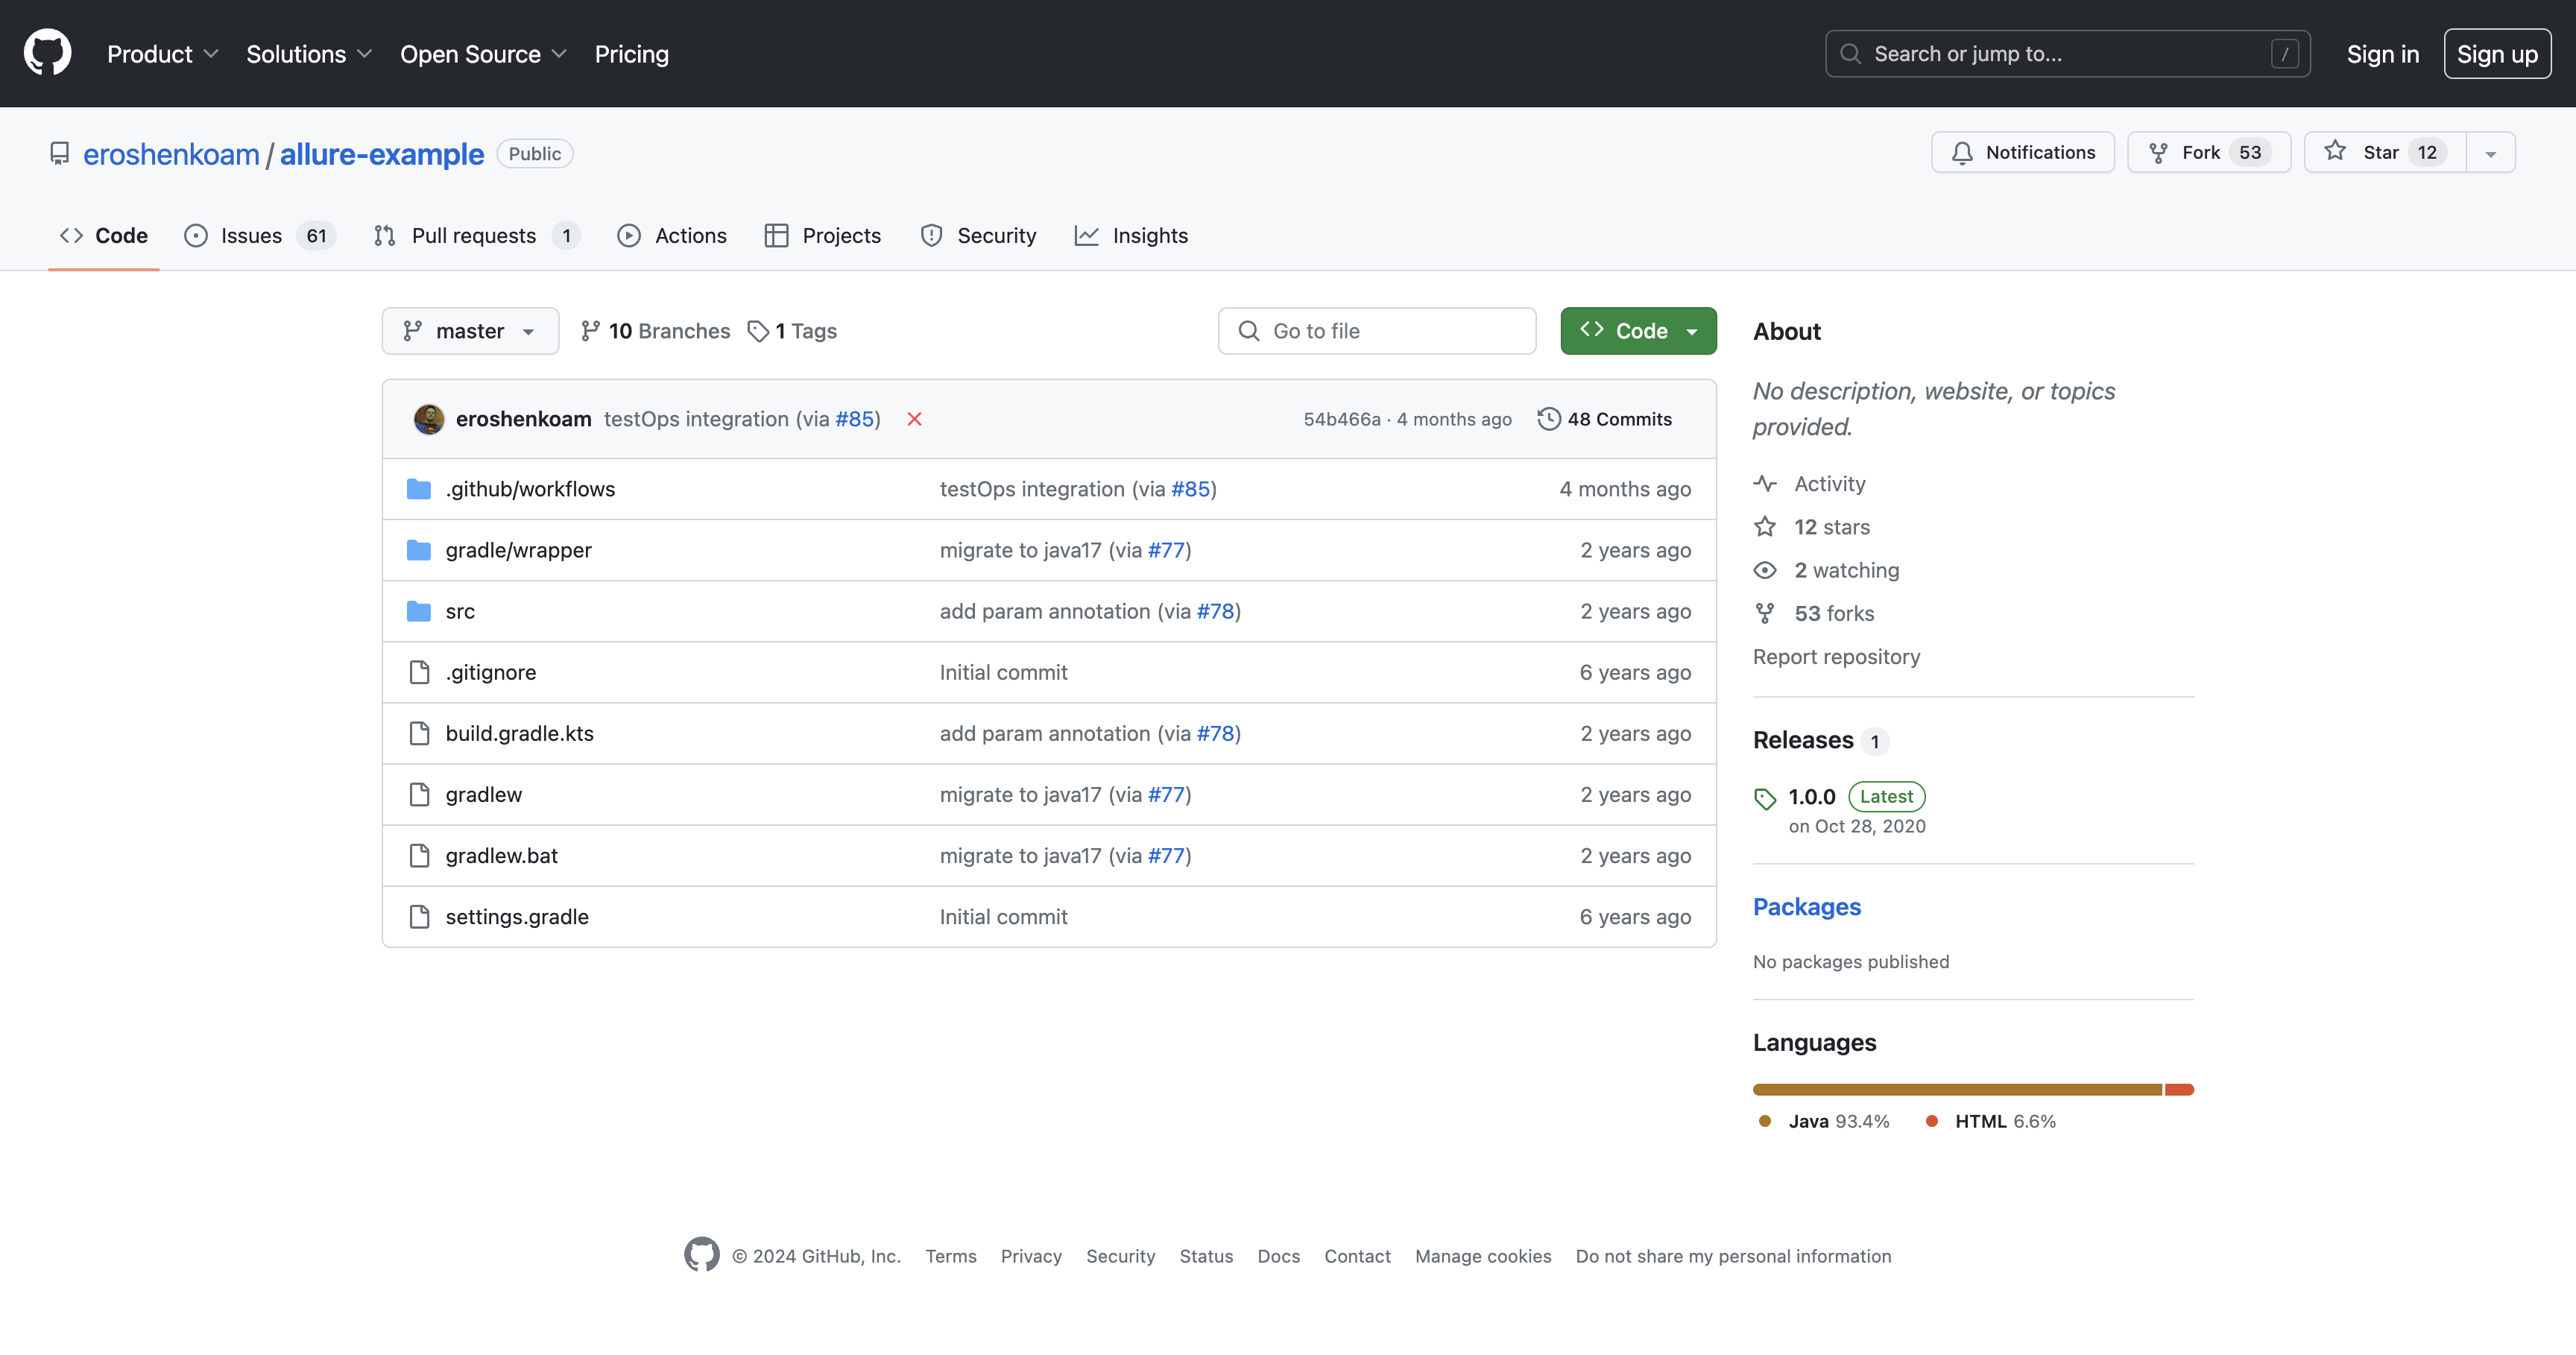 Product Solutions Open Source Pricing Search or jump to... / Sign in Sign up
eroshenkoam / allure-example Public Notifications Fork 53 Star 12
Code Issues 61 Pull requests 1 Actions Projects Security Insights
master 10 Branches 1 Tags Go to file Code
eroshenkoam testOps integration (via #85) 54b466a · 4 months ago 48 Commits
.github/workflows testOps integration (via #85) 4 months ago
gradle/wrapper migrate to java17 (via #77) 2 years ago
src add param annotation (via #78) 2 years ago
.gitignore Initial commit 6 years ago
build.gradle.kts add param annotation (via #78) 2 years ago
gradlew migrate to java17 (via #77) 2 years ago
gradlew.bat migrate to java17 (via #77) 2 years ago
settings.gradle Initial commit 6 years ago
About
No description, website, or topics
provided.
Activity
12 stars
2 watching
53 forks
Report repository
Releases 1
1.0.0 Latest
on Oct 28, 2020
Packages
No packages published
Languages
Java 93.4% HTML 6.6%
© 2024 GitHub, Inc. Terms Privacy Security Status Docs Contact Manage cookies Do not share my personal information